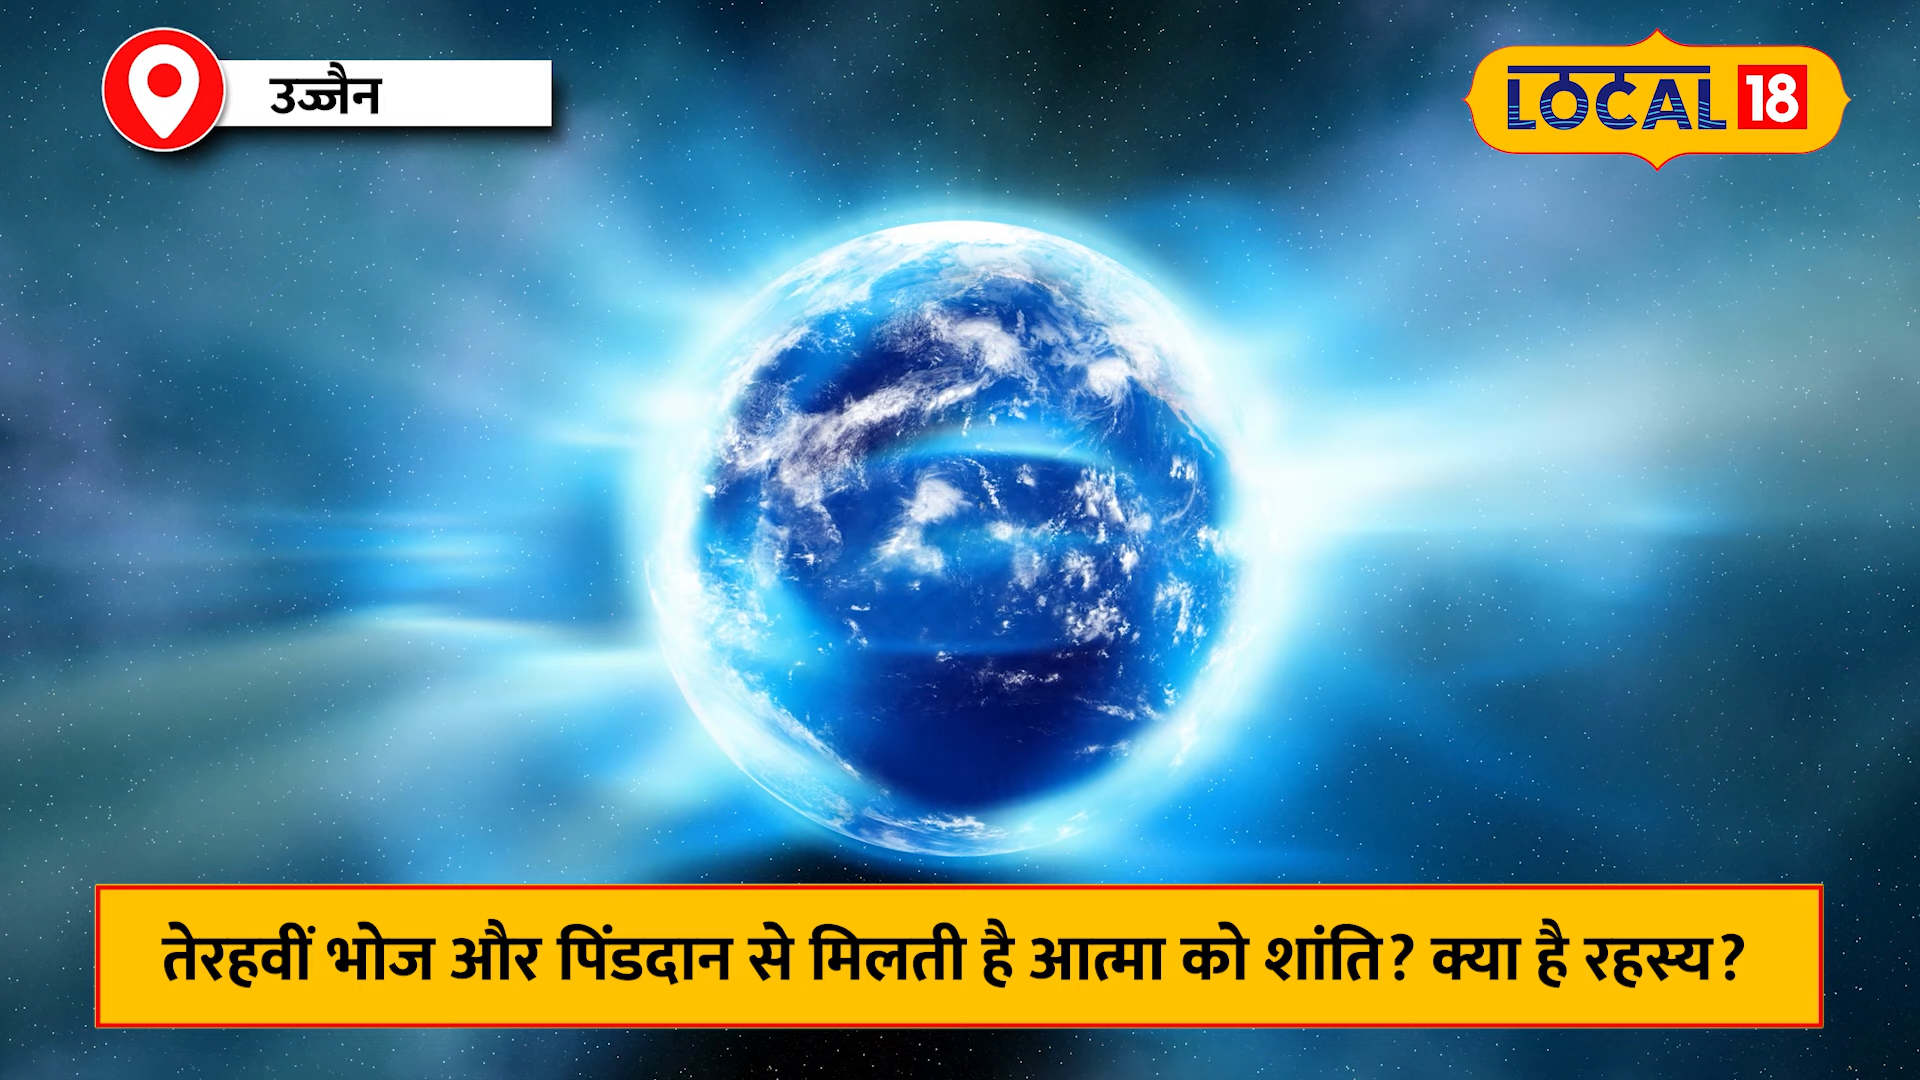 उज्जैन
LOCAL 18
तेरहवीं भोज और पिंडदान से मिलती है आत्मा को शांति? क्या है रहस्य?